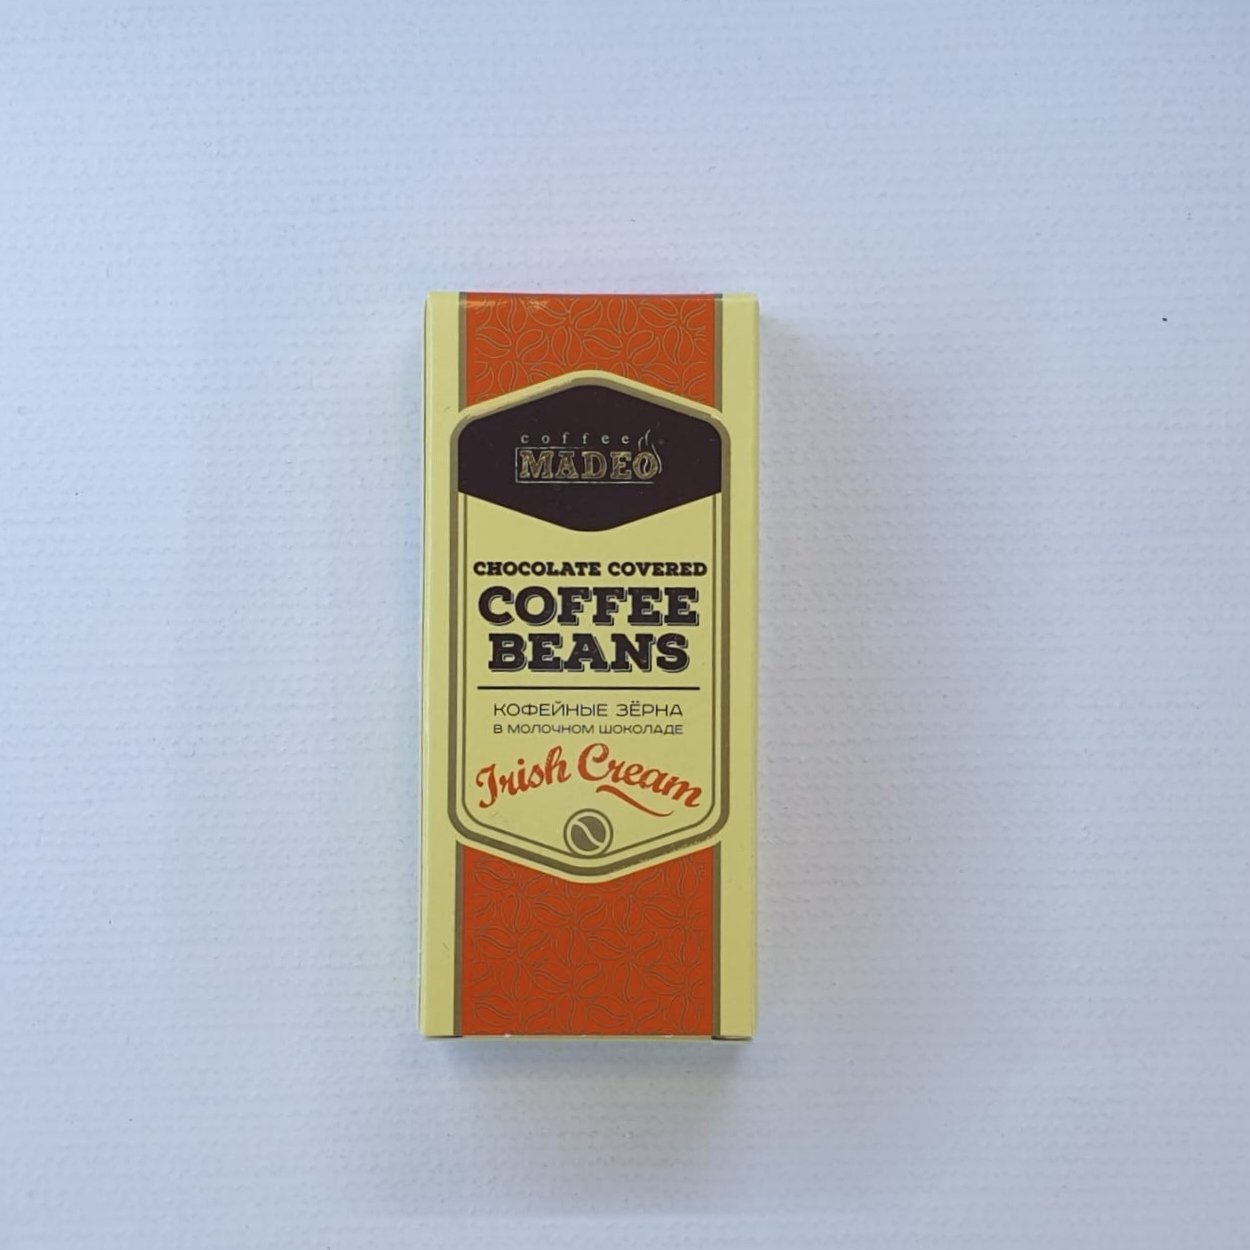 coffee
MADEO
CHOCOLATE COVERED
COFFEE
BEANS
КОФЕЙНЫЕ ЗЁРНА
В МОЛОЧНОМ ШОКОЛАДЕ
Irish Cream